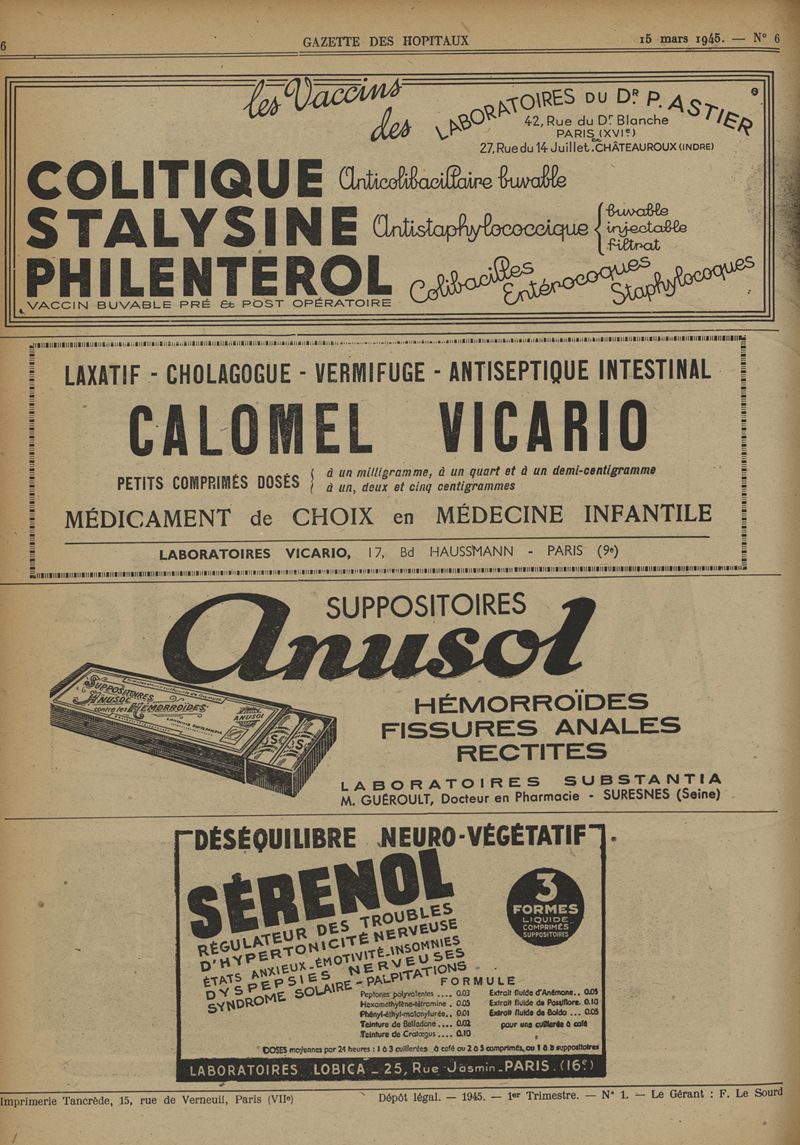 6
GAZETTE DES HOPITAUX
15 mars 1945. — N° 6
les Vaccins
des
LABORATOIRES DU Dr P. ASTIER
42, Rue du Dr Blanche
PARIS (XVIe)
27, Rue du 14 Juillet. CHÂTEAUROUX (INDRE)
COLITIQUE Anticolibacillaire buvable
STALYSINE Antistaphylococcique { buvable
injectable
filtrat
PHILENTÉROL Colibacilles Entérocoques Staphylocoques
VACCIN BUVABLE PRÉ & POST OPÉRATOIRE
LAXATIF - CHOLAGOGUE - VERMIFUGE - ANTISEPTIQUE INTESTINAL
CALOMEL VICARIO
PETITS COMPRIMÉS DOSÉS { à un milligramme, à un quart et à un demi-centigramme
à un, deux et cinq centigrammes
MÉDICAMENT de CHOIX en MÉDECINE INFANTILE
LABORATOIRES VICARIO, 17, Bd HAUSSMANN - PARIS (9e)
SUPPOSITOIRES
Anusol
SUPPOSITOIRES
ANUSOL
contre les HEMORROÏDES
ANUSOL
HÉMORROÏDES
FISSURES ANALES
RECTITES
LABORATOIRES SUBSTANTIA
M. GUÉROULT, Docteur en Pharmacie - SURESNES (Seine)
DÉSÉQUILIBRE NEURO-VÉGÉTATIF
SÉRÉNOL
3
FORMES
LIQUIDE
COMPRIMÉS
SUPPOSITOIRES
RÉGULATEUR DES TROUBLES
D'HYPERTONICITÉ NERVEUSE
ÉTATS ANXIEUX-ÉMOTIVITÉ-INSOMNIES
DYSPEPSIES NERVEUSES
SYNDROME SOLAIRE - PALPITATIONS
FORMULE
Peptones polyvalentes .... 0.03 Extrait fluide d'Anémone.. 0.05
Hexaméthylène-tétramine . 0.05 Extrait fluide de Passiflore. 0.10
Phényl-éthyl-malonylurée.. 0.01 Extrait fluide de Boldo ... 0.05
Teinture de Belladone .... 0.02 pour une cuillerée à café
Teinture de Cratœgus .... 0.10
DOSES moyennes par 24 heures : 1 à 3 cuillerées à café ou 2 à 5 comprimés, ou 1 à 3 suppositoires
LABORATOIRES LOBICA - 25, Rue Jasmin - PARIS. (16e)
Imprimerie Tancrède, 15, rue de Verneuil, Paris (VIIe) Dépôt légal. — 1945. — 1er Trimestre. — N° 1. — Le Gérant : F. Le Sourd